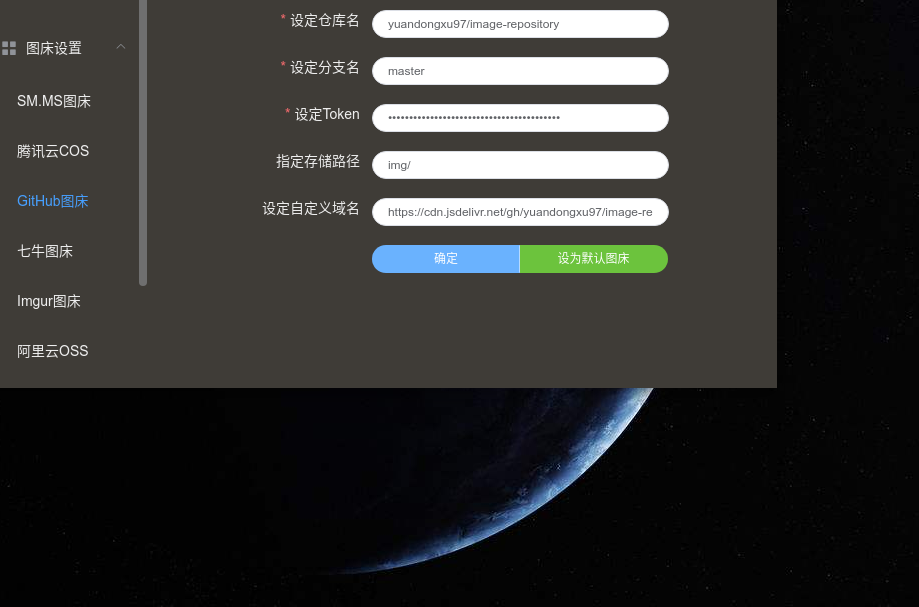 图床设置
SM.MS图床
腾讯云COS
GitHub图床
七牛图床
Imgur图床
阿里云OSS
* 设定仓库名 yuandongxu97/image-repository
* 设定分支名 master
* 设定Token •••••••••••••••••••••••••••••••••••••••••
指定存储路径 img/
设定自定义域名 https://cdn.jsdelivr.net/gh/yuandongxu97/image-re
确定 设为默认图床